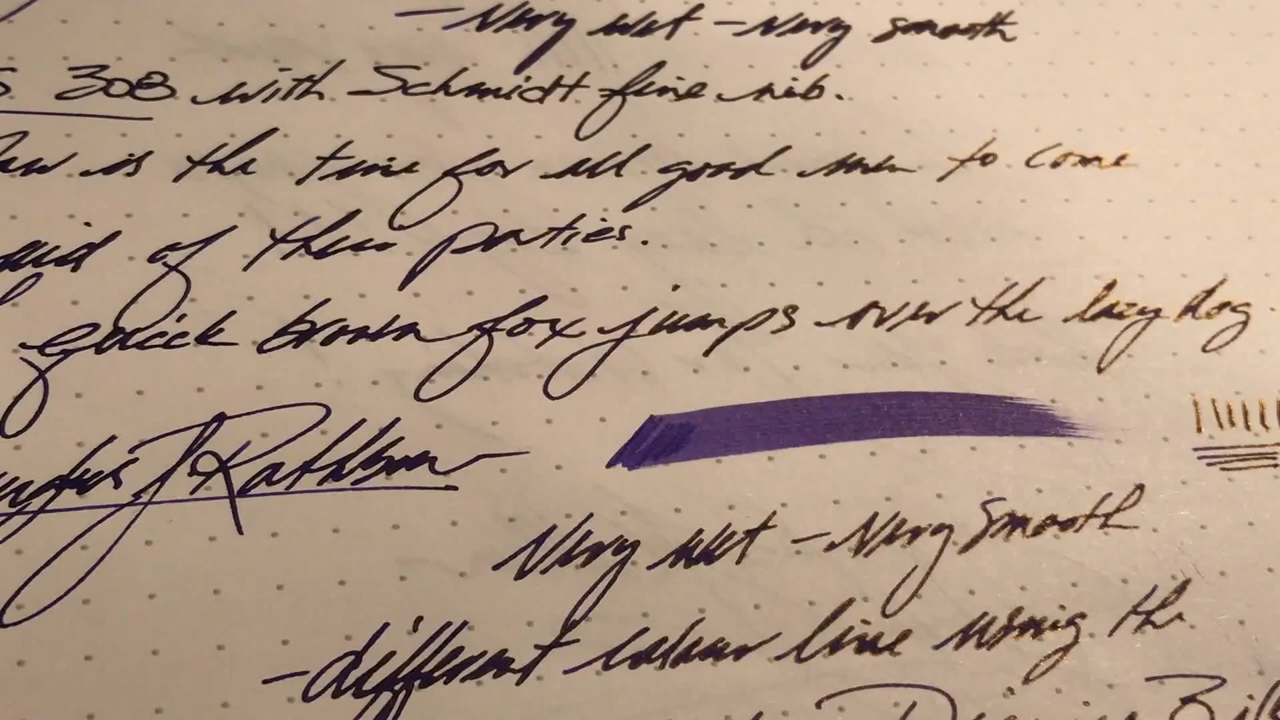 - Very wet - Very smooth
308 with Schmidt fine nib.
is the time for all good men to come
aid of their parties.
quick brown fox jumps over the lazy dog.
J Rathbun
Very wet - Very smooth
- different colour line using the